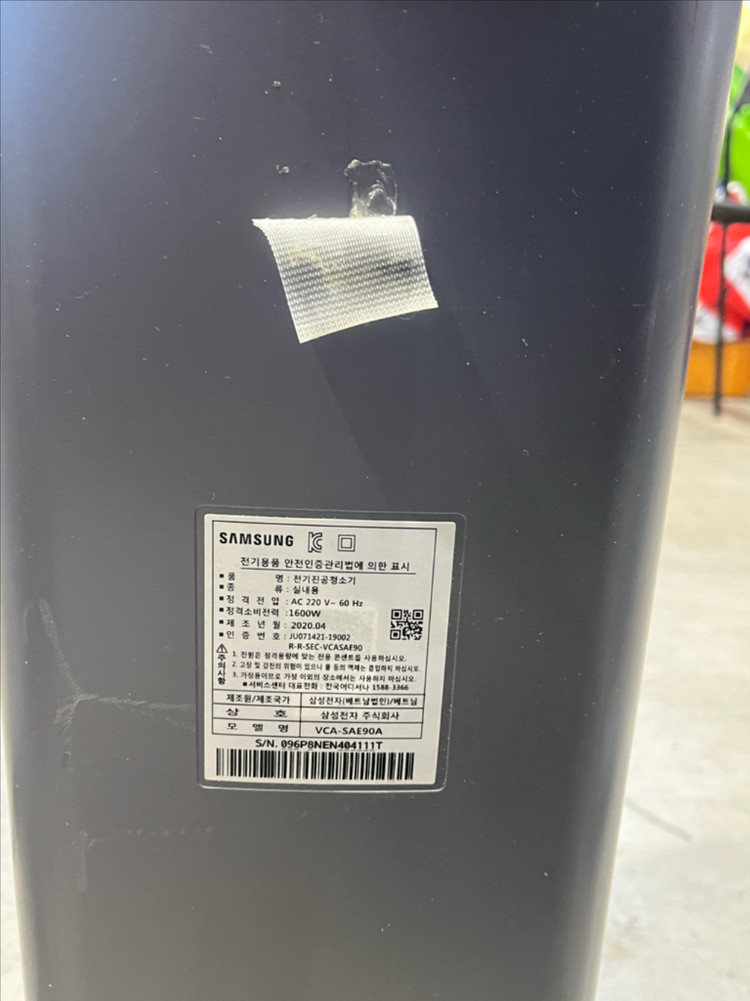 SAMSUNG
전기용품 안전인증관리법에 의한 표시
▪ 품 명 : 전기진공청소기
▪ 종 류 : 실내용
▪ 정 격 전 압 : AC 220 V~ 60 Hz
▪ 정격소비전력 : 1600W
▪ 제 조 년 월 : 2020.04
▪ 인 증 번 호 : JU071421-19002
R-R-SEC-VCASAE90
주의사항
1. 전원은 정격용량에 맞는 전용 콘센트를 사용하십시오.
2. 고장 및 감전의 위험이 있으니 물 등의 액체는 흡입하지 마십시오.
3. 가정용이므로 가정 이외의 장소에서는 사용하지 마십시오.
■ 서비스센터 대표전화 : 한국어디서나 1588-3366
제조원/제조국가 삼성전자(베트남법인)/베트남
상 호 삼성전자 주식회사
모 델 명 VCA-SAE90A
S/N. 096P8NEN404111T